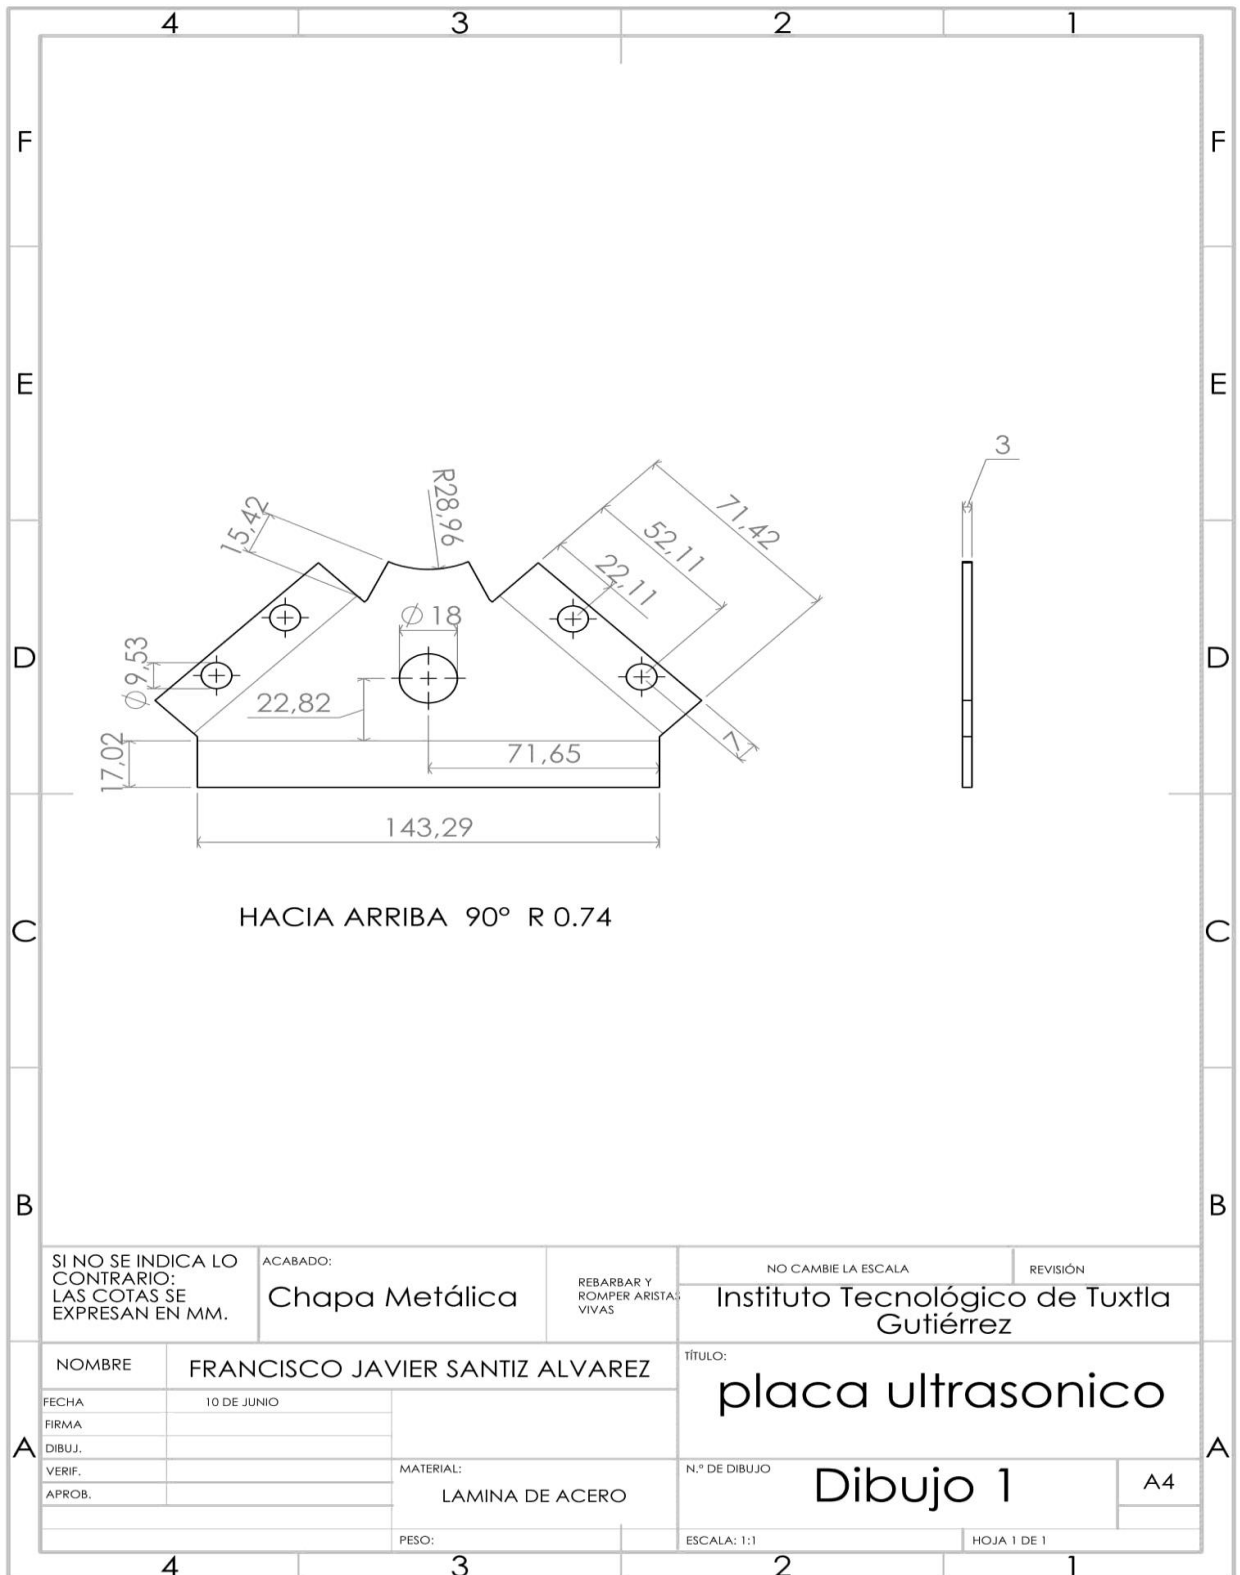 4 3 2 1
F F
E E
3
R28,96
15,42
71,42
52,11
22,11
Ø 18
D D
Ø 9,53
22,82
7
17,02
71,65
143,29
HACIA ARRIBA 90º R 0.74
C C
B B
SI NO SE INDICA LO
CONTRARIO:
LAS COTAS SE
EXPRESAN EN MM.
ACABADO:
Chapa Metálica
REBARBAR Y
ROMPER ARISTAS
VIVAS
NO CAMBIE LA ESCALA
REVISIÓN
Instituto Tecnológico de Tuxtla
Gutiérrez
NOMBRE
FRANCISCO JAVIER SANTIZ ALVAREZ
TÍTULO:
placa ultrasonico
FECHA
10 DE JUNIO
FIRMA
DIBUJ.
VERIF.
APROB.
A A
MATERIAL:
LAMINA DE ACERO
N.º DE DIBUJO
Dibujo 1
A4
PESO:
ESCALA: 1:1
HOJA 1 DE 1
4 3 2 1